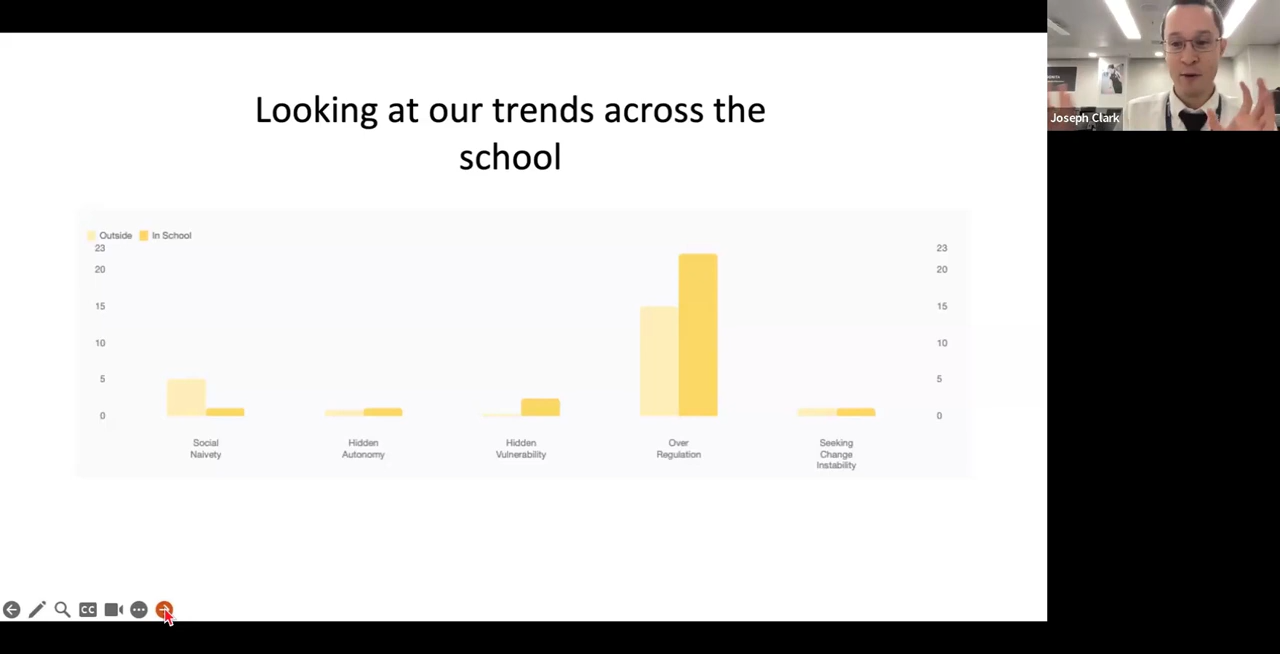 Looking at our trends across the
school
Outside In School
23
20
15
10
5
0
23
20
15
10
5
0
Social
Naivety
Hidden
Autonomy
Hidden
Vulnerability
Over
Regulation
Seeking
Change
Instability
CC
Joseph Clark